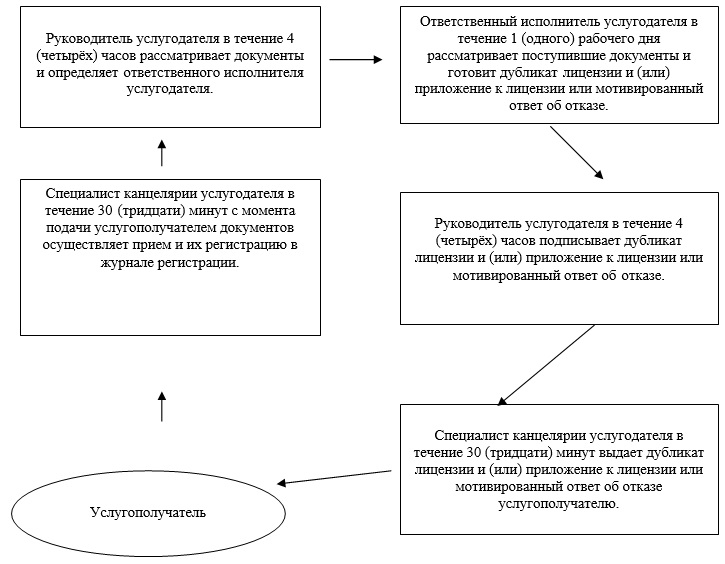 Руководитель услугодателя в течение 4
(четырёх) часов рассматривает документы
и определяет ответственного исполнителя
услугодателя.
Ответственный исполнитель услугодателя в
течение 1 (одного) рабочего дня
рассматривает поступившие документы и
готовит дубликат лицензии и (или)
приложение к лицензии или мотивированный
ответ об отказе.
Специалист канцелярии услугодателя в
течение 30 (тридцати) минут с момента
подачи услугополучателем документов
осуществляет прием и их регистрацию в
журнале регистрации.
Руководитель услугодателя в течение 4
(четырёх) часов подписывает дубликат
лицензии и (или) приложение к лицензии или
мотивированный ответ об отказе.
Специалист канцелярии услугодателя в
течение 30 (тридцати) минут выдает дубликат
лицензии и (или) приложение к лицензии или
мотивированный ответ об отказе
услугополучателю.
Услугополучатель